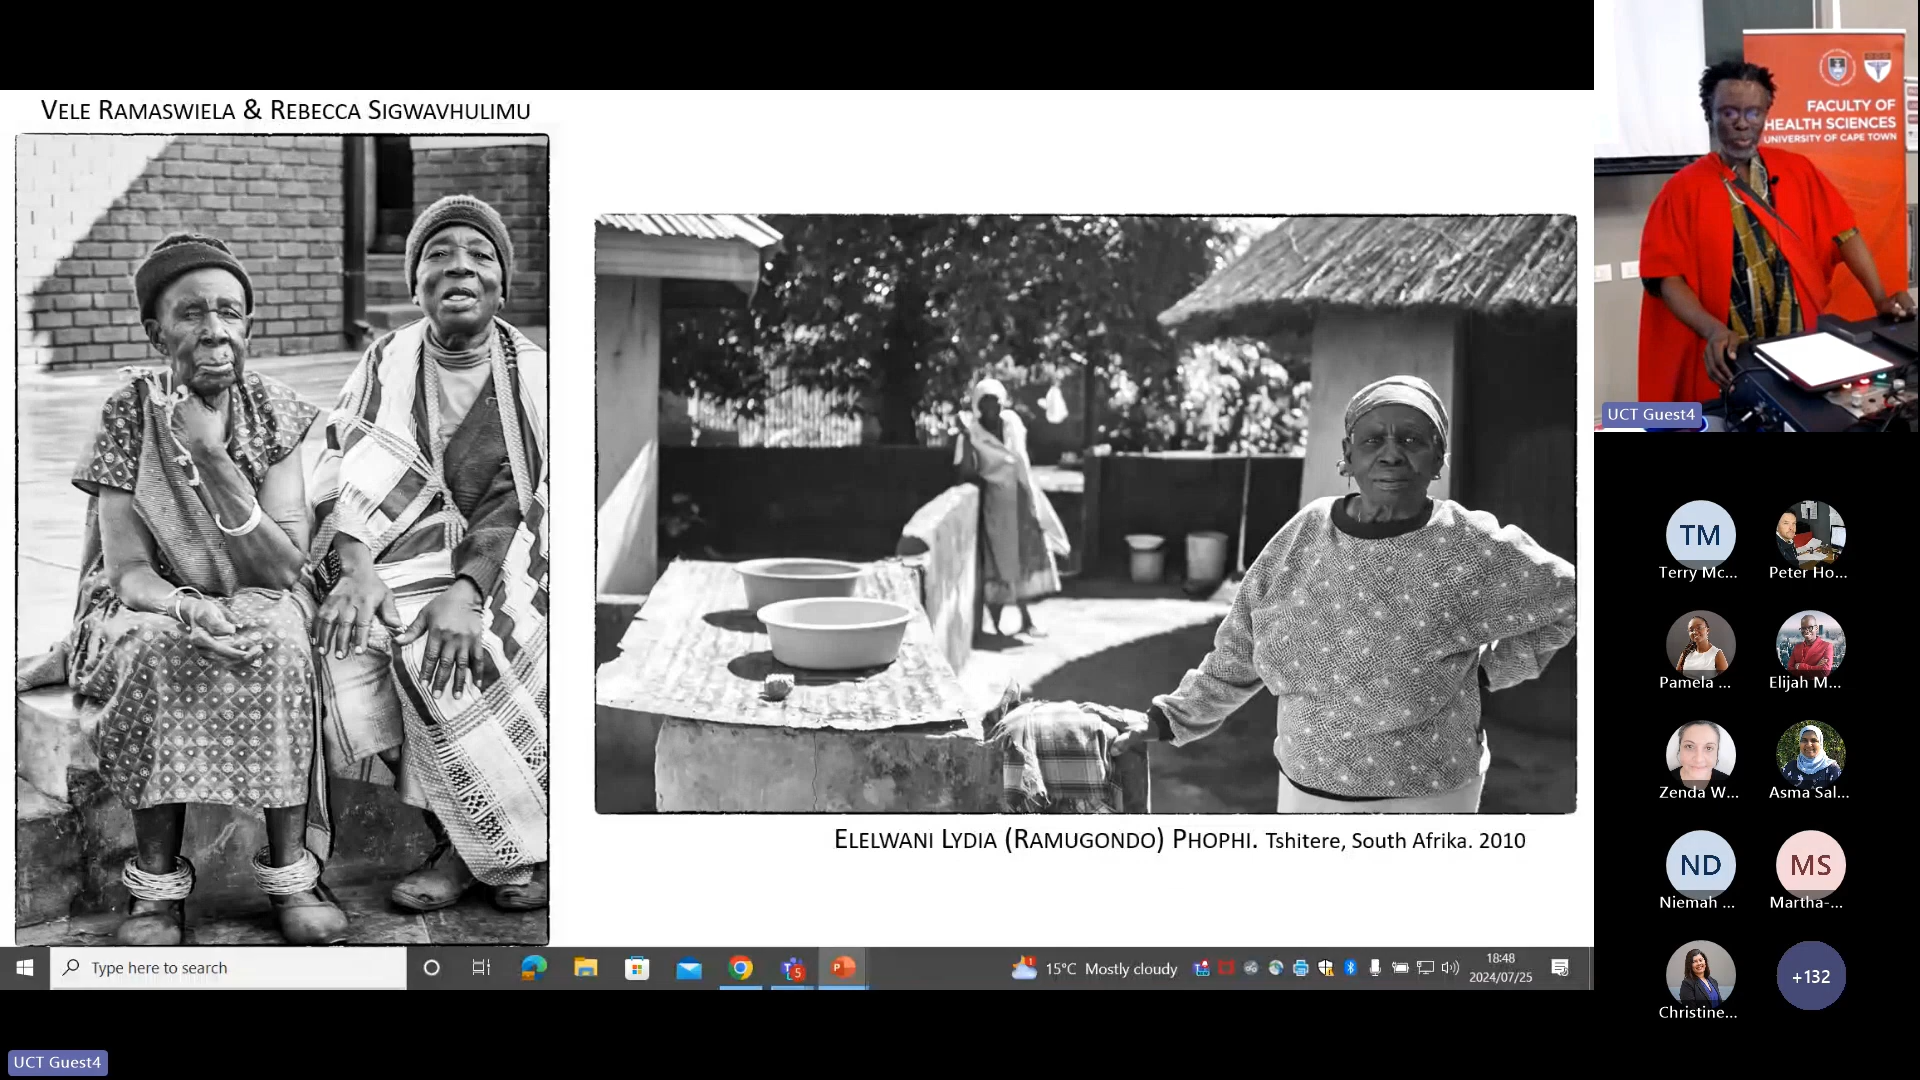 VELE RAMASWIELA & REBECCA SIGWAVHULIMU
ELELWANI LYDIA (RAMUGONDO) PHOPHI. Tshitere, South Afrika. 2010
FACULTY OF
HEALTH SCIENCES
UNIVERSITY OF CAPE TOWN
UCT Guest4
TM
Terry Mc...
Peter Ho...
Pamela ...
Elijah M...
Zenda W...
Asma Sal...
ND
Niemah ...
MS
Martha-...
Christine...
+132
Type here to search
5
1
15°C Mostly cloudy
18:48
2024/07/25
UCT Guest4